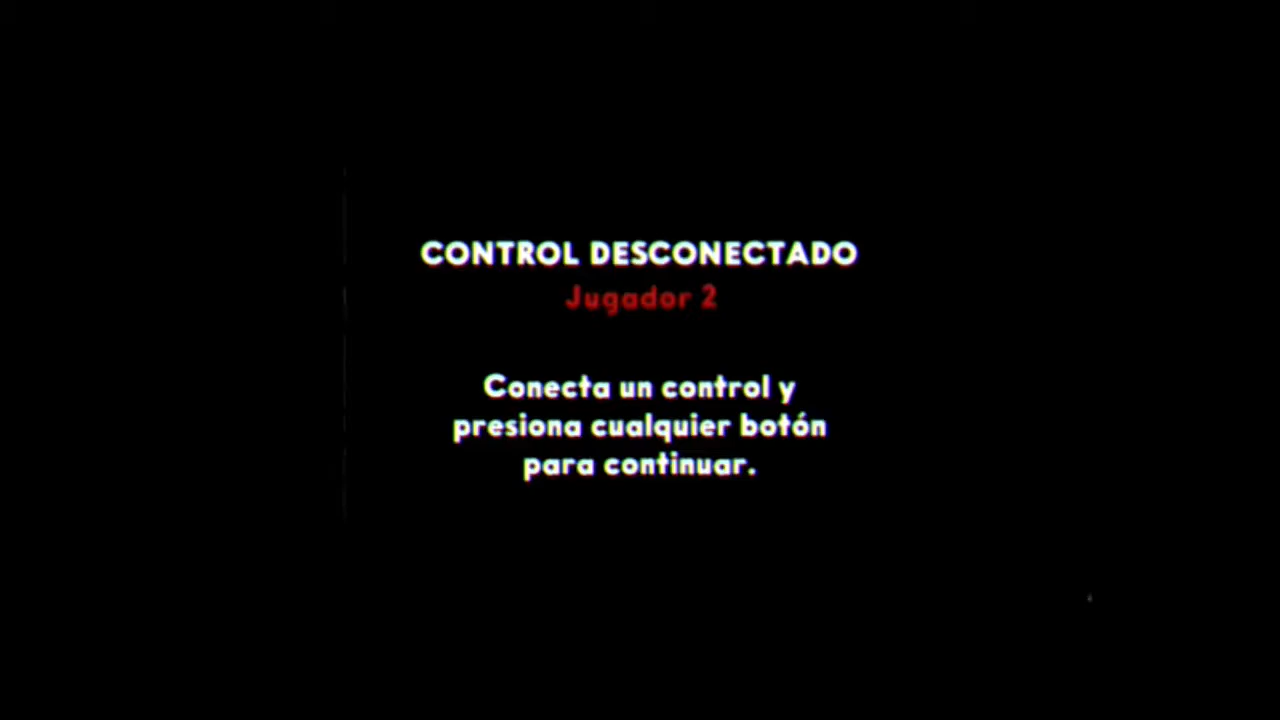 CONTROL DESCONECTADO
Jugador 2
Conecta un control y
presiona cualquier botón
para continuar.